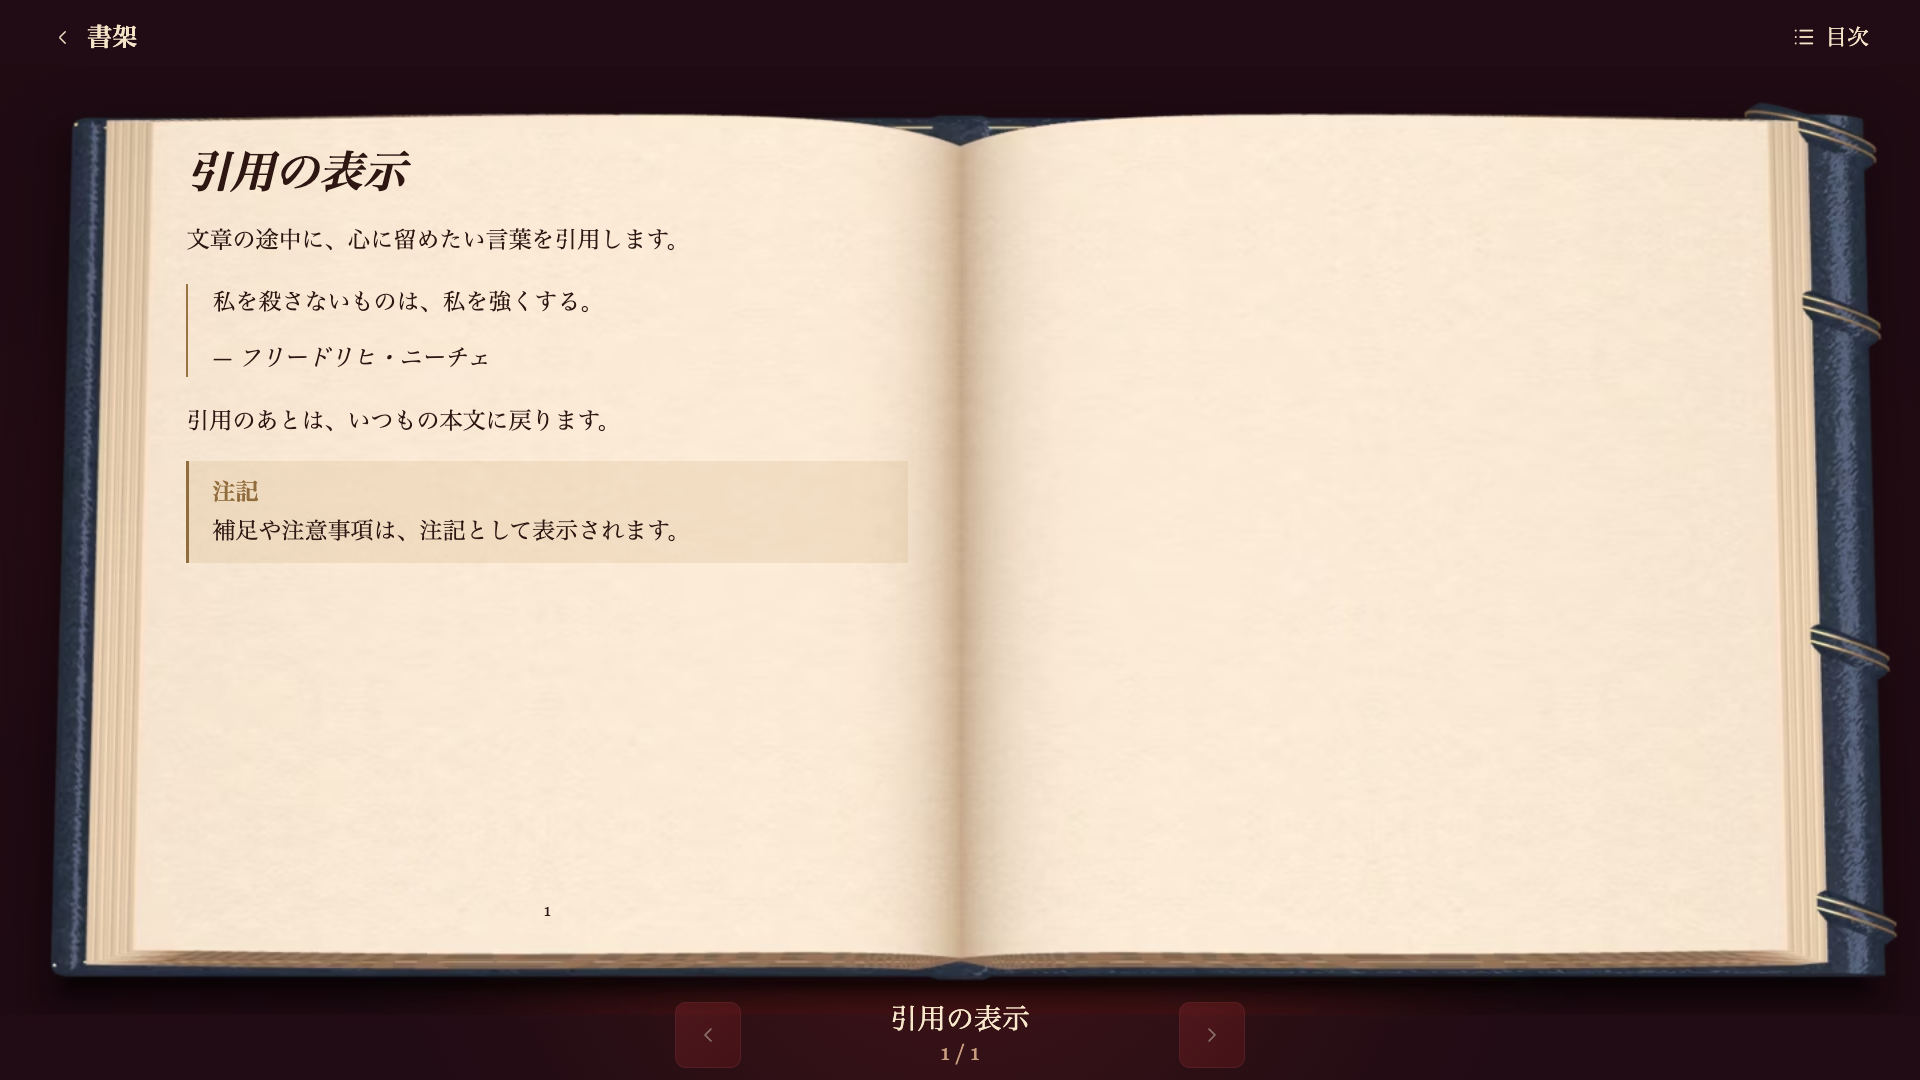 書架
目次
引用の表示
文章の途中に、心に留めたい言葉を引用します。
私を殺さないものは、私を強くする。
— フリードリヒ・ニーチェ
引用のあとは、いつもの本文に戻ります。
注記
補足や注意事項は、注記として表示されます。
1
引用の表示
1 / 1